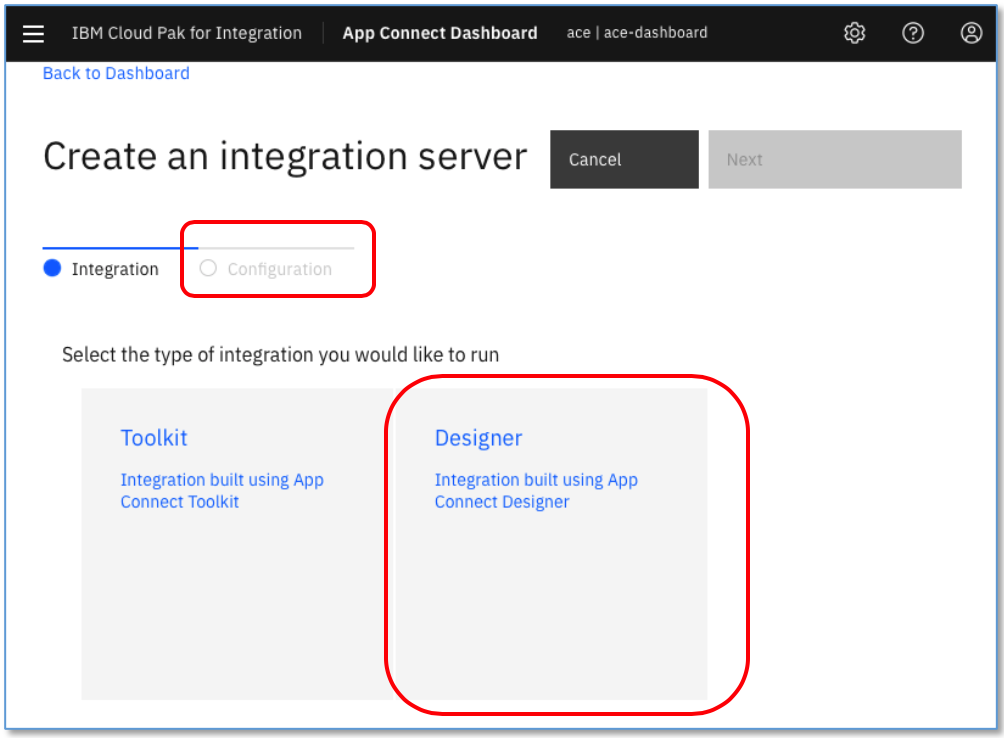 IBM Cloud Pak for Integration App Connect Dashboard ace | ace-dashboard
Back to Dashboard
Create an integration server Cancel Next
Integration Configuration
Select the type of integration you would like to run
Toolkit
Integration built using App
Connect Toolkit
Designer
Integration built using App
Connect Designer